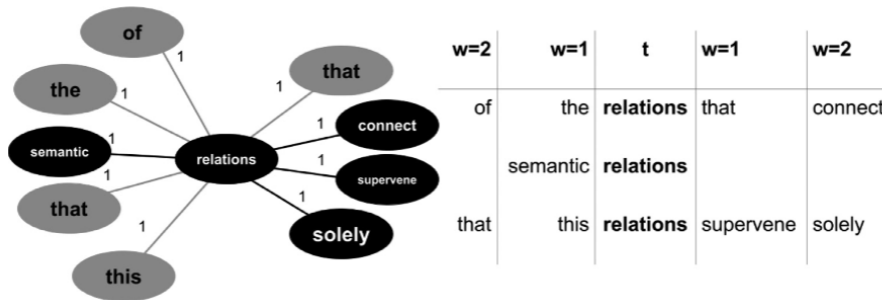 of
1
the
1
that
1
semantic
1
relations
1
connect
1
supervene
that
1
1
solely
1
this
w=2 w=1 t w=1 w=2
of the relations that connect
semantic relations
that this relations supervene solely